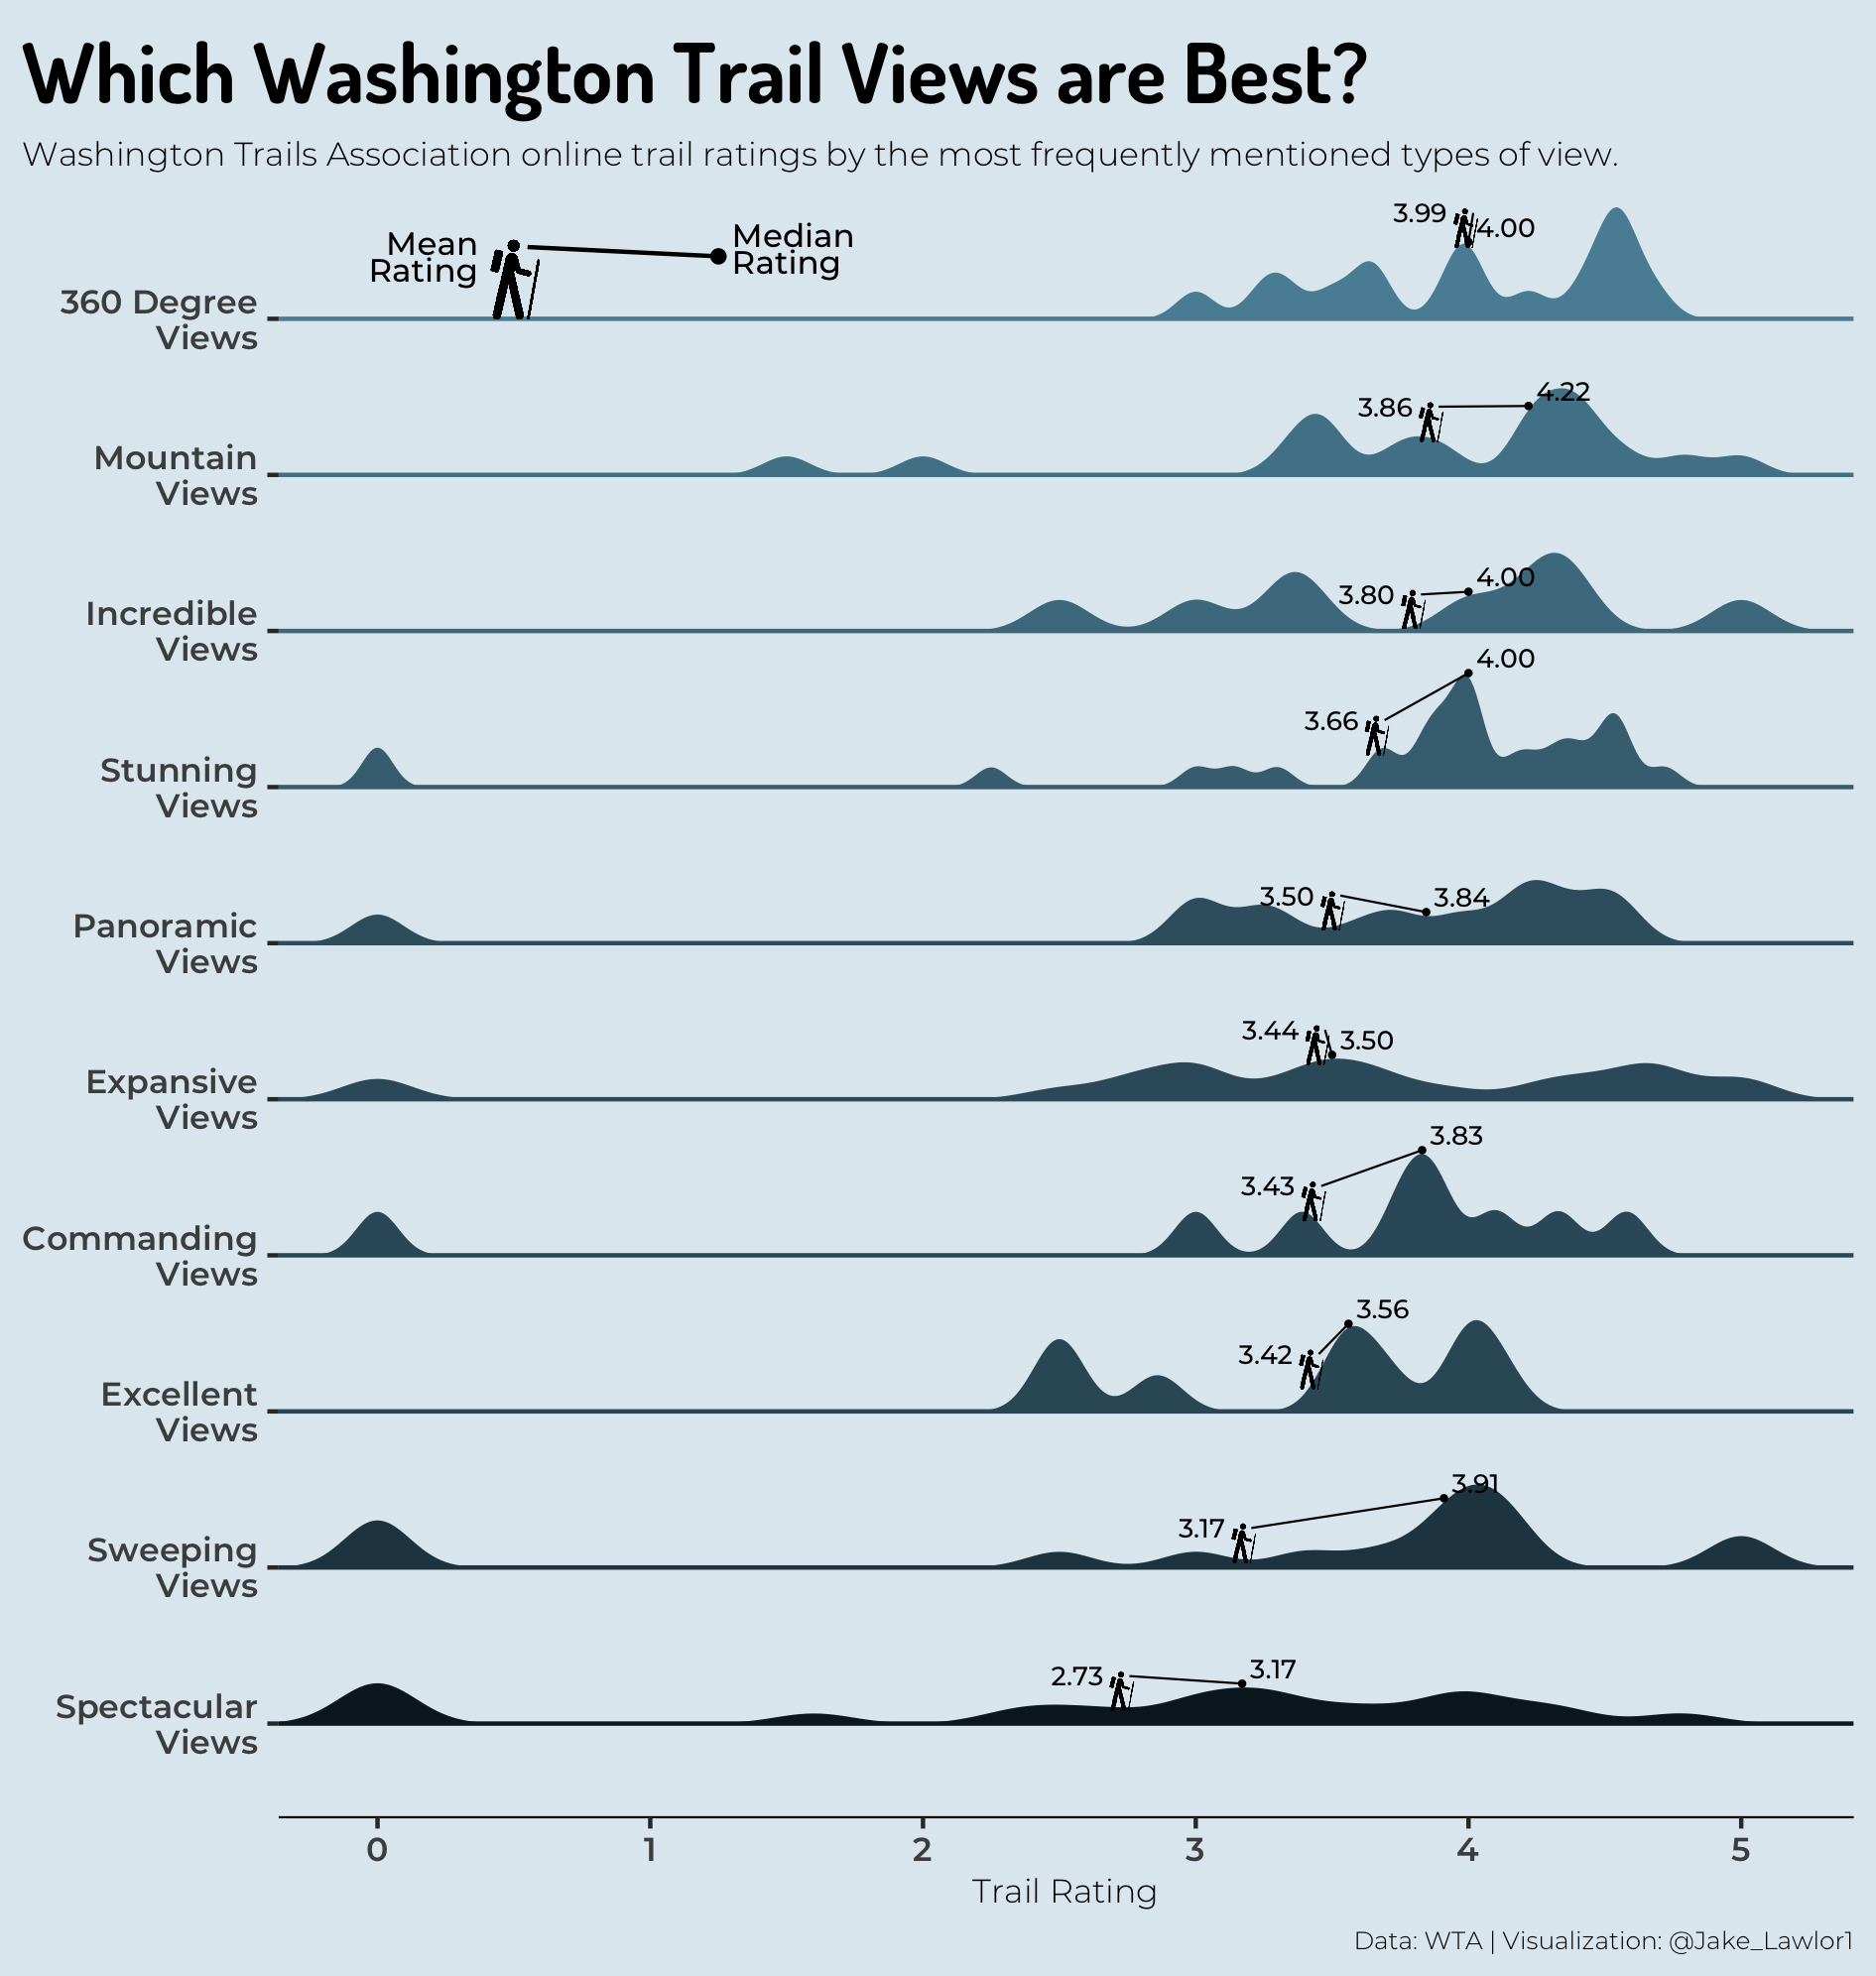 Which Washington Trail Views are Best?
Washington Trails Association online trail ratings by the most frequently mentioned types of view.
Mean
Rating
Median
Rating
3.99
4.00
360 Degree
Views
3.86
4.22
Mountain
Views
3.80
4.00
Incredible
Views
3.66
4.00
Stunning
Views
3.50
3.84
Panoramic
Views
3.44
3.50
Expansive
Views
3.43
3.83
Commanding
Views
3.42
3.56
Excellent
Views
3.17
3.91
Sweeping
Views
2.73
3.17
Spectacular
Views
0 1 2 3 4 5
Trail Rating
Data: WTA | Visualization: @Jake_Lawlor1